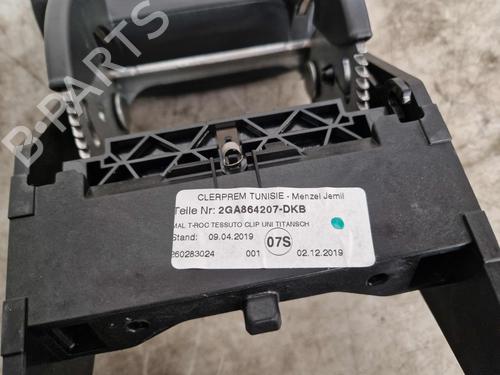 B-PARTS
CLERPREM TUNISIE - Menzel Jemil
Teile Nr: 2GA864207-DKB
MAL T-ROC TESSUTO CLIP UNI TITANSCH
Stand: 09.04.2019 07S
260283024 001 02.12.2019